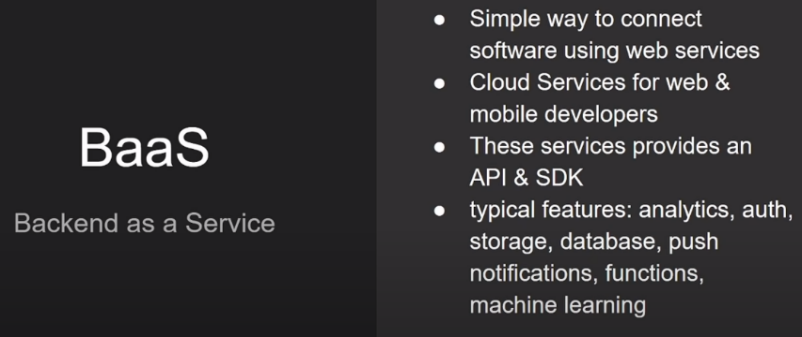 BaaS
Backend as a Service
● Simple way to connect
software using web services
● Cloud Services for web &
mobile developers
● These services provides an
API & SDK
● typical features: analytics, auth,
storage, database, push
notifications, functions,
machine learning